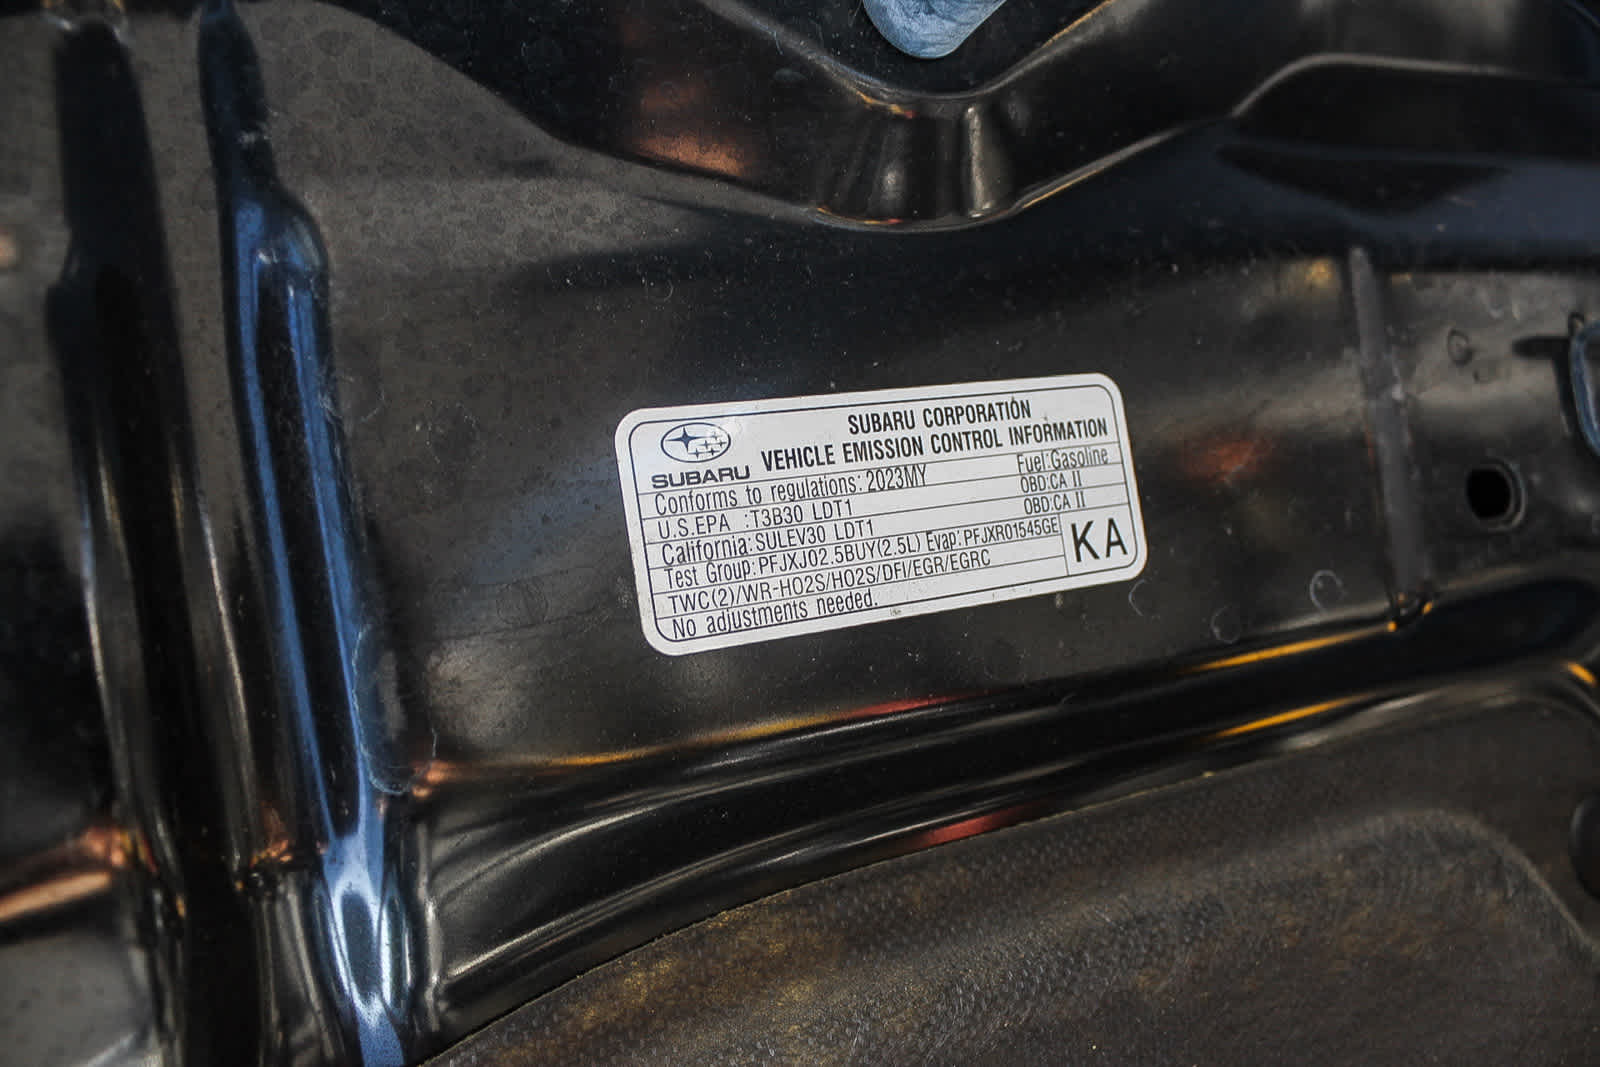 SUBARU CORPORATION
SUBARU VEHICLE EMISSION CONTROL INFORMATION
Conforms to regulations: 2023MY Fuel:Gasoline
U.S.EPA :T3B30 LDT1 OBD:CA II
California:SULEV30 LDT1 OBD:CA II
Test Group:PFJXJ02.5BUY(2.5L) Evap:PFJXR01545GE
TWC(2)/WR-HO2S/HO2S/DFI/EGR/EGRC
No adjustments needed.
KA